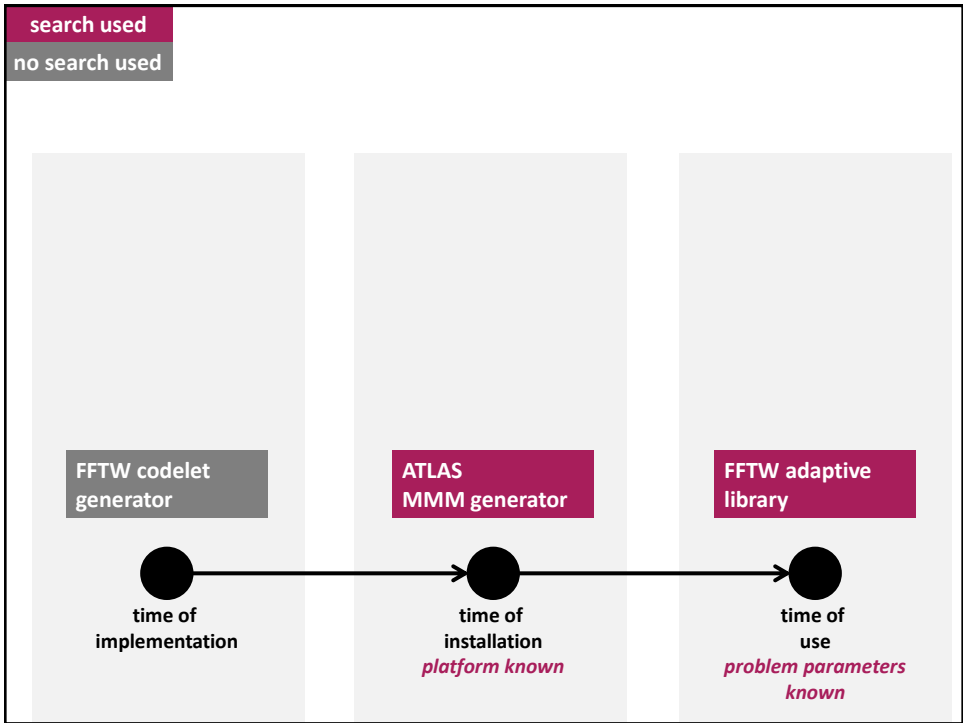 search used
no search used
FFTW codelet
generator
ATLAS
MMM generator
FFTW adaptive
library
time of
implementation
time of
installation
platform known
time of
use
problem parameters
known